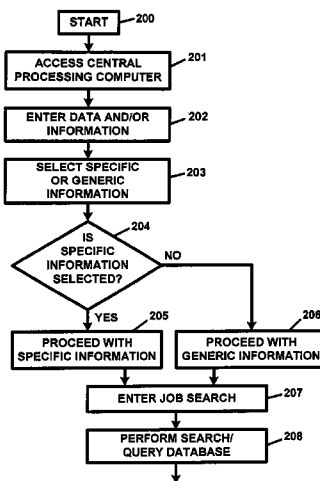 START
200
ACCESS CENTRAL
PROCESSING COMPUTER
201
ENTER DATA AND/OR
INFORMATION
202
SELECT SPECIFIC
OR GENERIC
INFORMATION
203
204
IS
SPECIFIC
INFORMATION
SELECTED?
NO
YES
205
206
PROCEED WITH
SPECIFIC INFORMATION
PROCEED WITH
GENERIC INFORMATION
ENTER JOB SEARCH
207
PERFORM SEARCH/
QUERY DATABASE
208